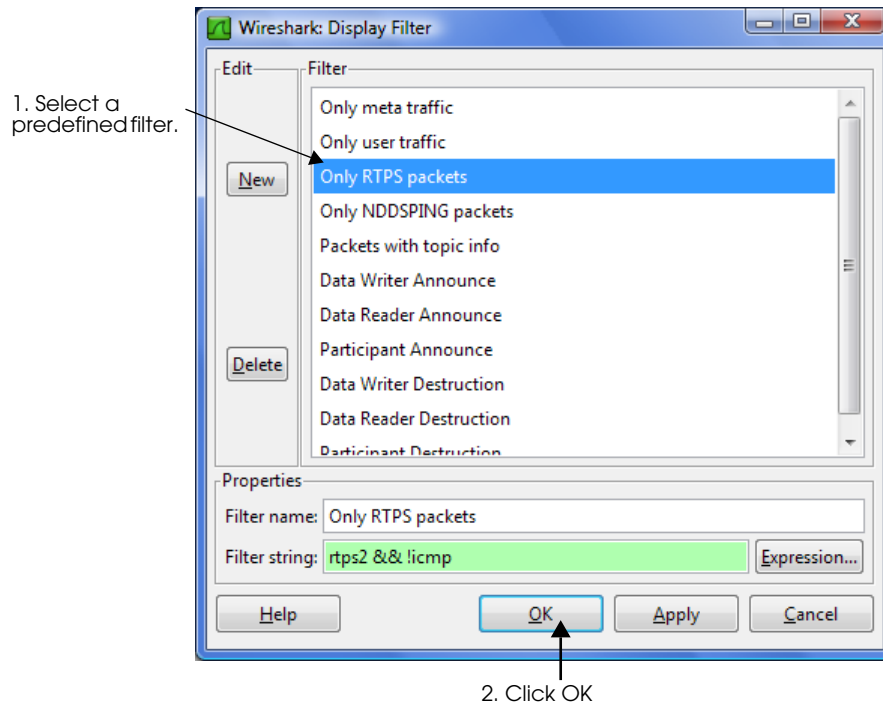 Wireshark: Display Filter
Edit
Filter
1. Select a
predefined filter.
Only meta traffic
Only user traffic
New
Only RTPS packets
Only NDDSPING packets
Packets with topic info
Data Writer Announce
Data Reader Announce
Participant Announce
Delete
Data Writer Destruction
Data Reader Destruction
Participant Destruction
Properties
Filter name: Only RTPS packets
Filter string: rtps2 && !icmp Expression...
Help OK Apply Cancel
2. Click OK